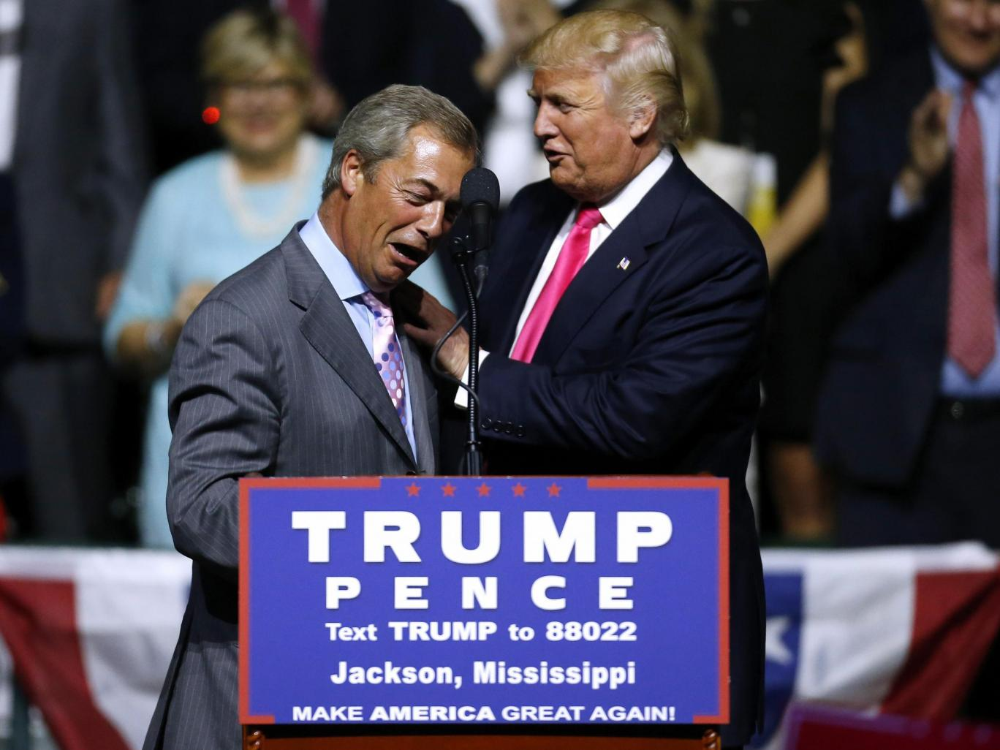 TRUMP
PENCE
Text TRUMP to 88022
Jackson, Mississippi
MAKE AMERICA GREAT AGAIN!